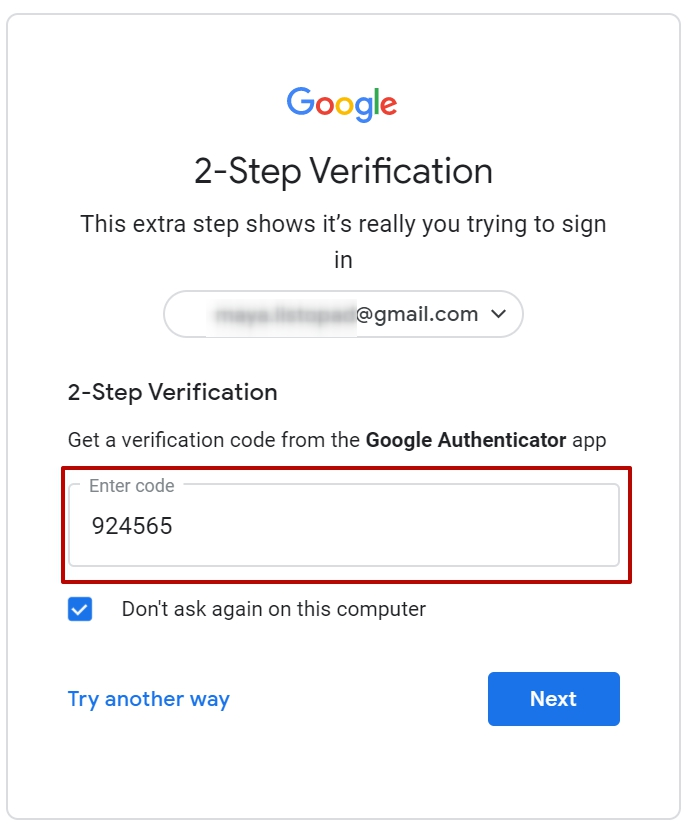 Google
2-Step Verification
This extra step shows it’s really you trying to sign
in
@gmail.com
2-Step Verification
Get a verification code from the Google Authenticator app
Enter code
924565
Don't ask again on this computer
Try another way
Next